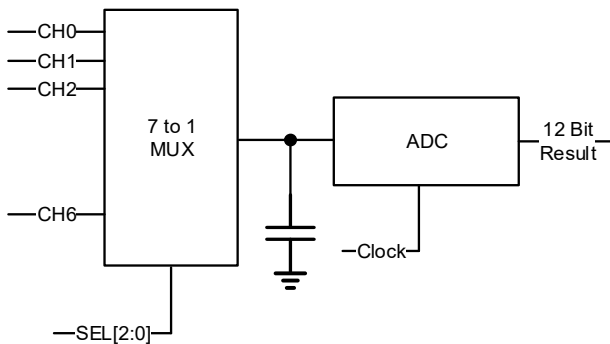 CH0
CH1
CH2
CH6
7 to 1
MUX
SEL[2:0]
ADC
Clock
12 Bit
Result